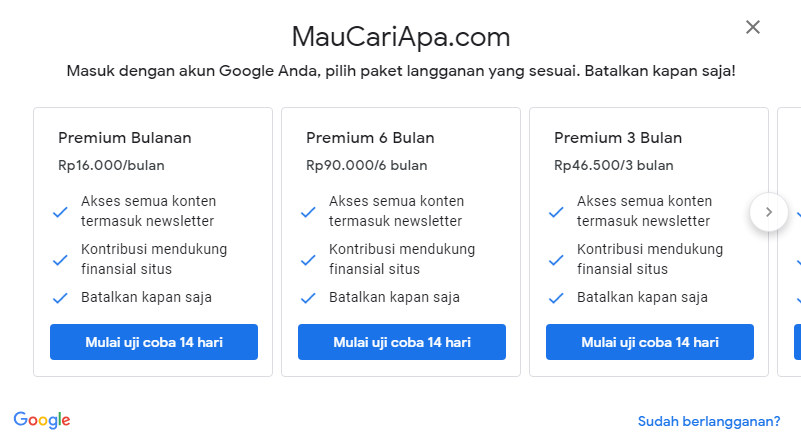 MauCariApa.com
Masuk dengan akun Google Anda, pilih paket langganan yang sesuai. Batalkan kapan saja!
Premium Bulanan
Rp16.000/bulan
Akses semua konten
termasuk newsletter
Kontribusi mendukung
finansial situs
Batalkan kapan saja
Mulai uji coba 14 hari
Premium 6 Bulan
Rp90.000/6 bulan
Akses semua konten
termasuk newsletter
Kontribusi mendukung
finansial situs
Batalkan kapan saja
Mulai uji coba 14 hari
Premium 3 Bulan
Rp46.500/3 bulan
Akses semua konten
termasuk newsletter
Kontribusi mendukung
finansial situs
Batalkan kapan saja
Mulai uji coba 14 hari
Google
Sudah berlangganan?